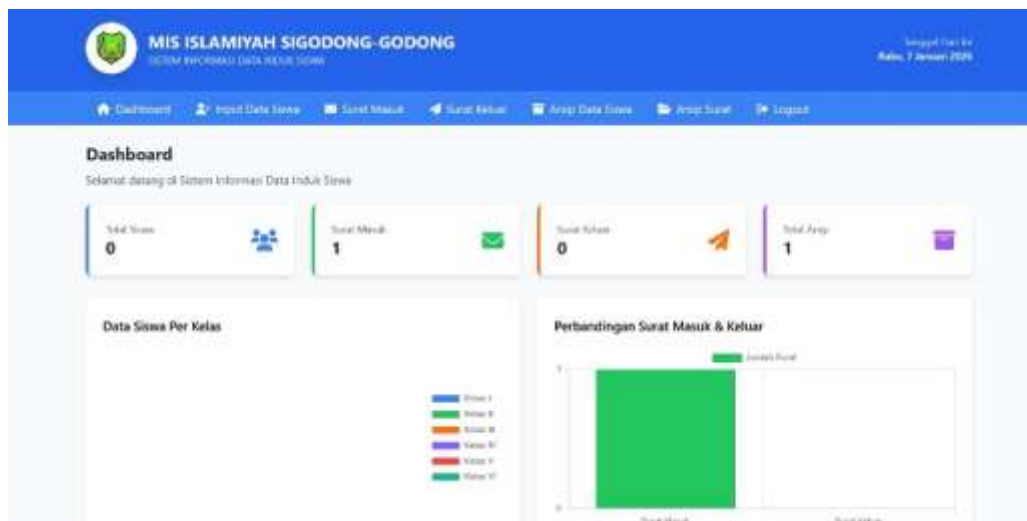 MIS ISLAMIYAH SIGODONG-GODONG
SISTEM INFORMASI DATA INDUK SISWA
Tanggal Hari Ini
Rabu, 7 Januari 2026
Dashboard
Input Data Siswa
Surat Masuk
Surat Keluar
Arsip Data Siswa
Arsip Surat
Logout
Dashboard
Selamat datang di Sistem Informasi Data Induk Siswa
Total Siswa
0
Surat Masuk
1
Surat Keluar
0
Total Arsip
1
Data Siswa Per Kelas
Kelas I
Kelas II
Kelas III
Kelas IV
Kelas V
Kelas VI
Perbandingan Surat Masuk & Keluar
Jumlah Surat
1
0
Surat Masuk
Surat Keluar